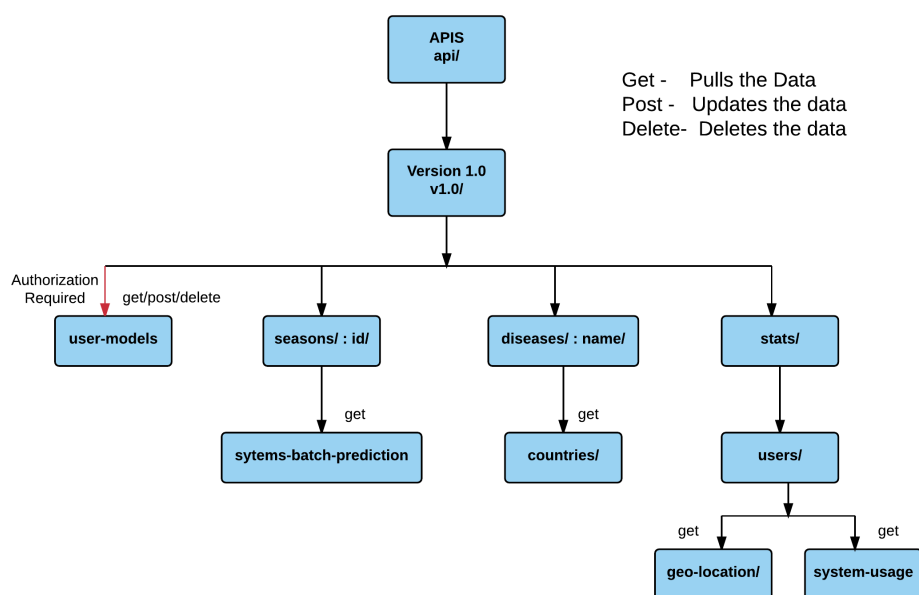 APIS
api/
Get -    Pulls the Data
Post -   Updates the data
Delete-  Deletes the data
Version 1.0
v1.0/
Authorization
Required
get/post/delete
user-models
seasons/ : id/
diseases/ : name/
stats/
get
get
sytems-batch-prediction
countries/
users/
get
get
geo-location/
system-usage